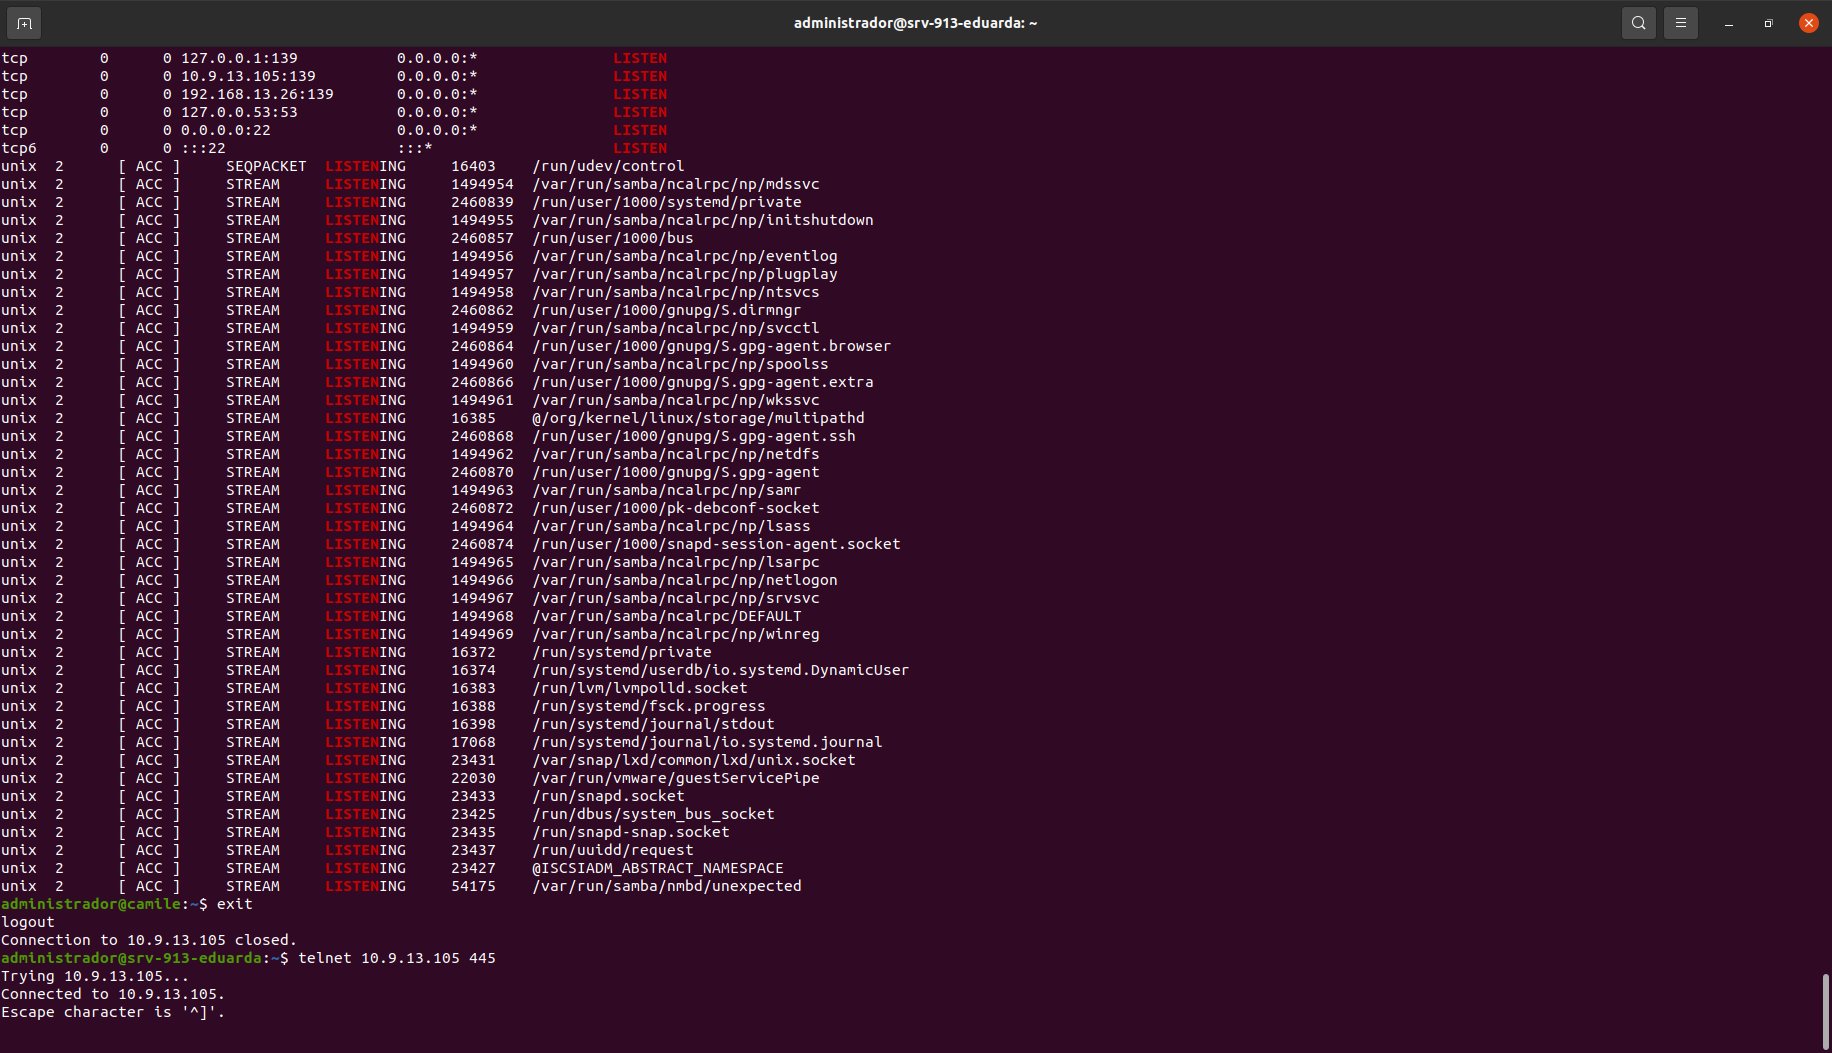 administrador@srv-913-eduarda: ~
tcp        0      0 127.0.0.1:139           0.0.0.0:*               LISTEN
tcp        0      0 10.9.13.105:139         0.0.0.0:*               LISTEN
tcp        0      0 192.168.13.26:139       0.0.0.0:*               LISTEN
tcp        0      0 127.0.0.53:53           0.0.0.0:*               LISTEN
tcp        0      0 0.0.0.0:22              0.0.0.0:*               LISTEN
tcp6       0      0 :::22                   :::*                    LISTEN
unix  2      [ ACC ]     SEQPACKET  LISTENING     16403    /run/udev/control
unix  2      [ ACC ]     STREAM     LISTENING     1494954  /var/run/samba/ncalrpc/np/mdssvc
unix  2      [ ACC ]     STREAM     LISTENING     2460839  /run/user/1000/systemd/private
unix  2      [ ACC ]     STREAM     LISTENING     1494955  /var/run/samba/ncalrpc/np/initshutdown
unix  2      [ ACC ]     STREAM     LISTENING     2460857  /run/user/1000/bus
unix  2      [ ACC ]     STREAM     LISTENING     1494956  /var/run/samba/ncalrpc/np/eventlog
unix  2      [ ACC ]     STREAM     LISTENING     1494957  /var/run/samba/ncalrpc/np/plugplay
unix  2      [ ACC ]     STREAM     LISTENING     1494958  /var/run/samba/ncalrpc/np/ntsvcs
unix  2      [ ACC ]     STREAM     LISTENING     2460862  /run/user/1000/gnupg/S.dirmngr
unix  2      [ ACC ]     STREAM     LISTENING     1494959  /var/run/samba/ncalrpc/np/svcctl
unix  2      [ ACC ]     STREAM     LISTENING     2460864  /run/user/1000/gnupg/S.gpg-agent.browser
unix  2      [ ACC ]     STREAM     LISTENING     1494960  /var/run/samba/ncalrpc/np/spoolss
unix  2      [ ACC ]     STREAM     LISTENING     2460866  /run/user/1000/gnupg/S.gpg-agent.extra
unix  2      [ ACC ]     STREAM     LISTENING     1494961  /var/run/samba/ncalrpc/np/wkssvc
unix  2      [ ACC ]     STREAM     LISTENING     16385    @/org/kernel/linux/storage/multipathd
unix  2      [ ACC ]     STREAM     LISTENING     2460868  /run/user/1000/gnupg/S.gpg-agent.ssh
unix  2      [ ACC ]     STREAM     LISTENING     1494962  /var/run/samba/ncalrpc/np/netdfs
unix  2      [ ACC ]     STREAM     LISTENING     2460870  /run/user/1000/gnupg/S.gpg-agent
unix  2      [ ACC ]     STREAM     LISTENING     1494963  /var/run/samba/ncalrpc/np/samr
unix  2      [ ACC ]     STREAM     LISTENING     2460872  /run/user/1000/pk-debconf-socket
unix  2      [ ACC ]     STREAM     LISTENING     1494964  /var/run/samba/ncalrpc/np/lsass
unix  2      [ ACC ]     STREAM     LISTENING     2460874  /run/user/1000/snapd-session-agent.socket
unix  2      [ ACC ]     STREAM     LISTENING     1494965  /var/run/samba/ncalrpc/np/lsarpc
unix  2      [ ACC ]     STREAM     LISTENING     1494966  /var/run/samba/ncalrpc/np/netlogon
unix  2      [ ACC ]     STREAM     LISTENING     1494967  /var/run/samba/ncalrpc/np/srvsvc
unix  2      [ ACC ]     STREAM     LISTENING     1494968  /var/run/samba/ncalrpc/DEFAULT
unix  2      [ ACC ]     STREAM     LISTENING     1494969  /var/run/samba/ncalrpc/np/winreg
unix  2      [ ACC ]     STREAM     LISTENING     16372    /run/systemd/private
unix  2      [ ACC ]     STREAM     LISTENING     16374    /run/systemd/userdb/io.systemd.DynamicUser
unix  2      [ ACC ]     STREAM     LISTENING     16383    /run/lvm/lvmpolld.socket
unix  2      [ ACC ]     STREAM     LISTENING     16388    /run/systemd/fsck.progress
unix  2      [ ACC ]     STREAM     LISTENING     16398    /run/systemd/journal/stdout
unix  2      [ ACC ]     STREAM     LISTENING     17068    /run/systemd/journal/io.systemd.journal
unix  2      [ ACC ]     STREAM     LISTENING     23431    /var/snap/lxd/common/lxd/unix.socket
unix  2      [ ACC ]     STREAM     LISTENING     22030    /var/run/vmware/guestServicePipe
unix  2      [ ACC ]     STREAM     LISTENING     23433    /run/snapd.socket
unix  2      [ ACC ]     STREAM     LISTENING     23425    /run/dbus/system_bus_socket
unix  2      [ ACC ]     STREAM     LISTENING     23435    /run/snapd-snap.socket
unix  2      [ ACC ]     STREAM     LISTENING     23437    /run/uuidd/request
unix  2      [ ACC ]     STREAM     LISTENING     23427    @ISCSIADM_ABSTRACT_NAMESPACE
unix  2      [ ACC ]     STREAM     LISTENING     54175    /var/run/samba/nmbd/unexpected
administrador@camile:~$ exit
logout
Connection to 10.9.13.105 closed.
administrador@srv-913-eduarda:~$ telnet 10.9.13.105 445
Trying 10.9.13.105...
Connected to 10.9.13.105.
Escape character is '^]'.